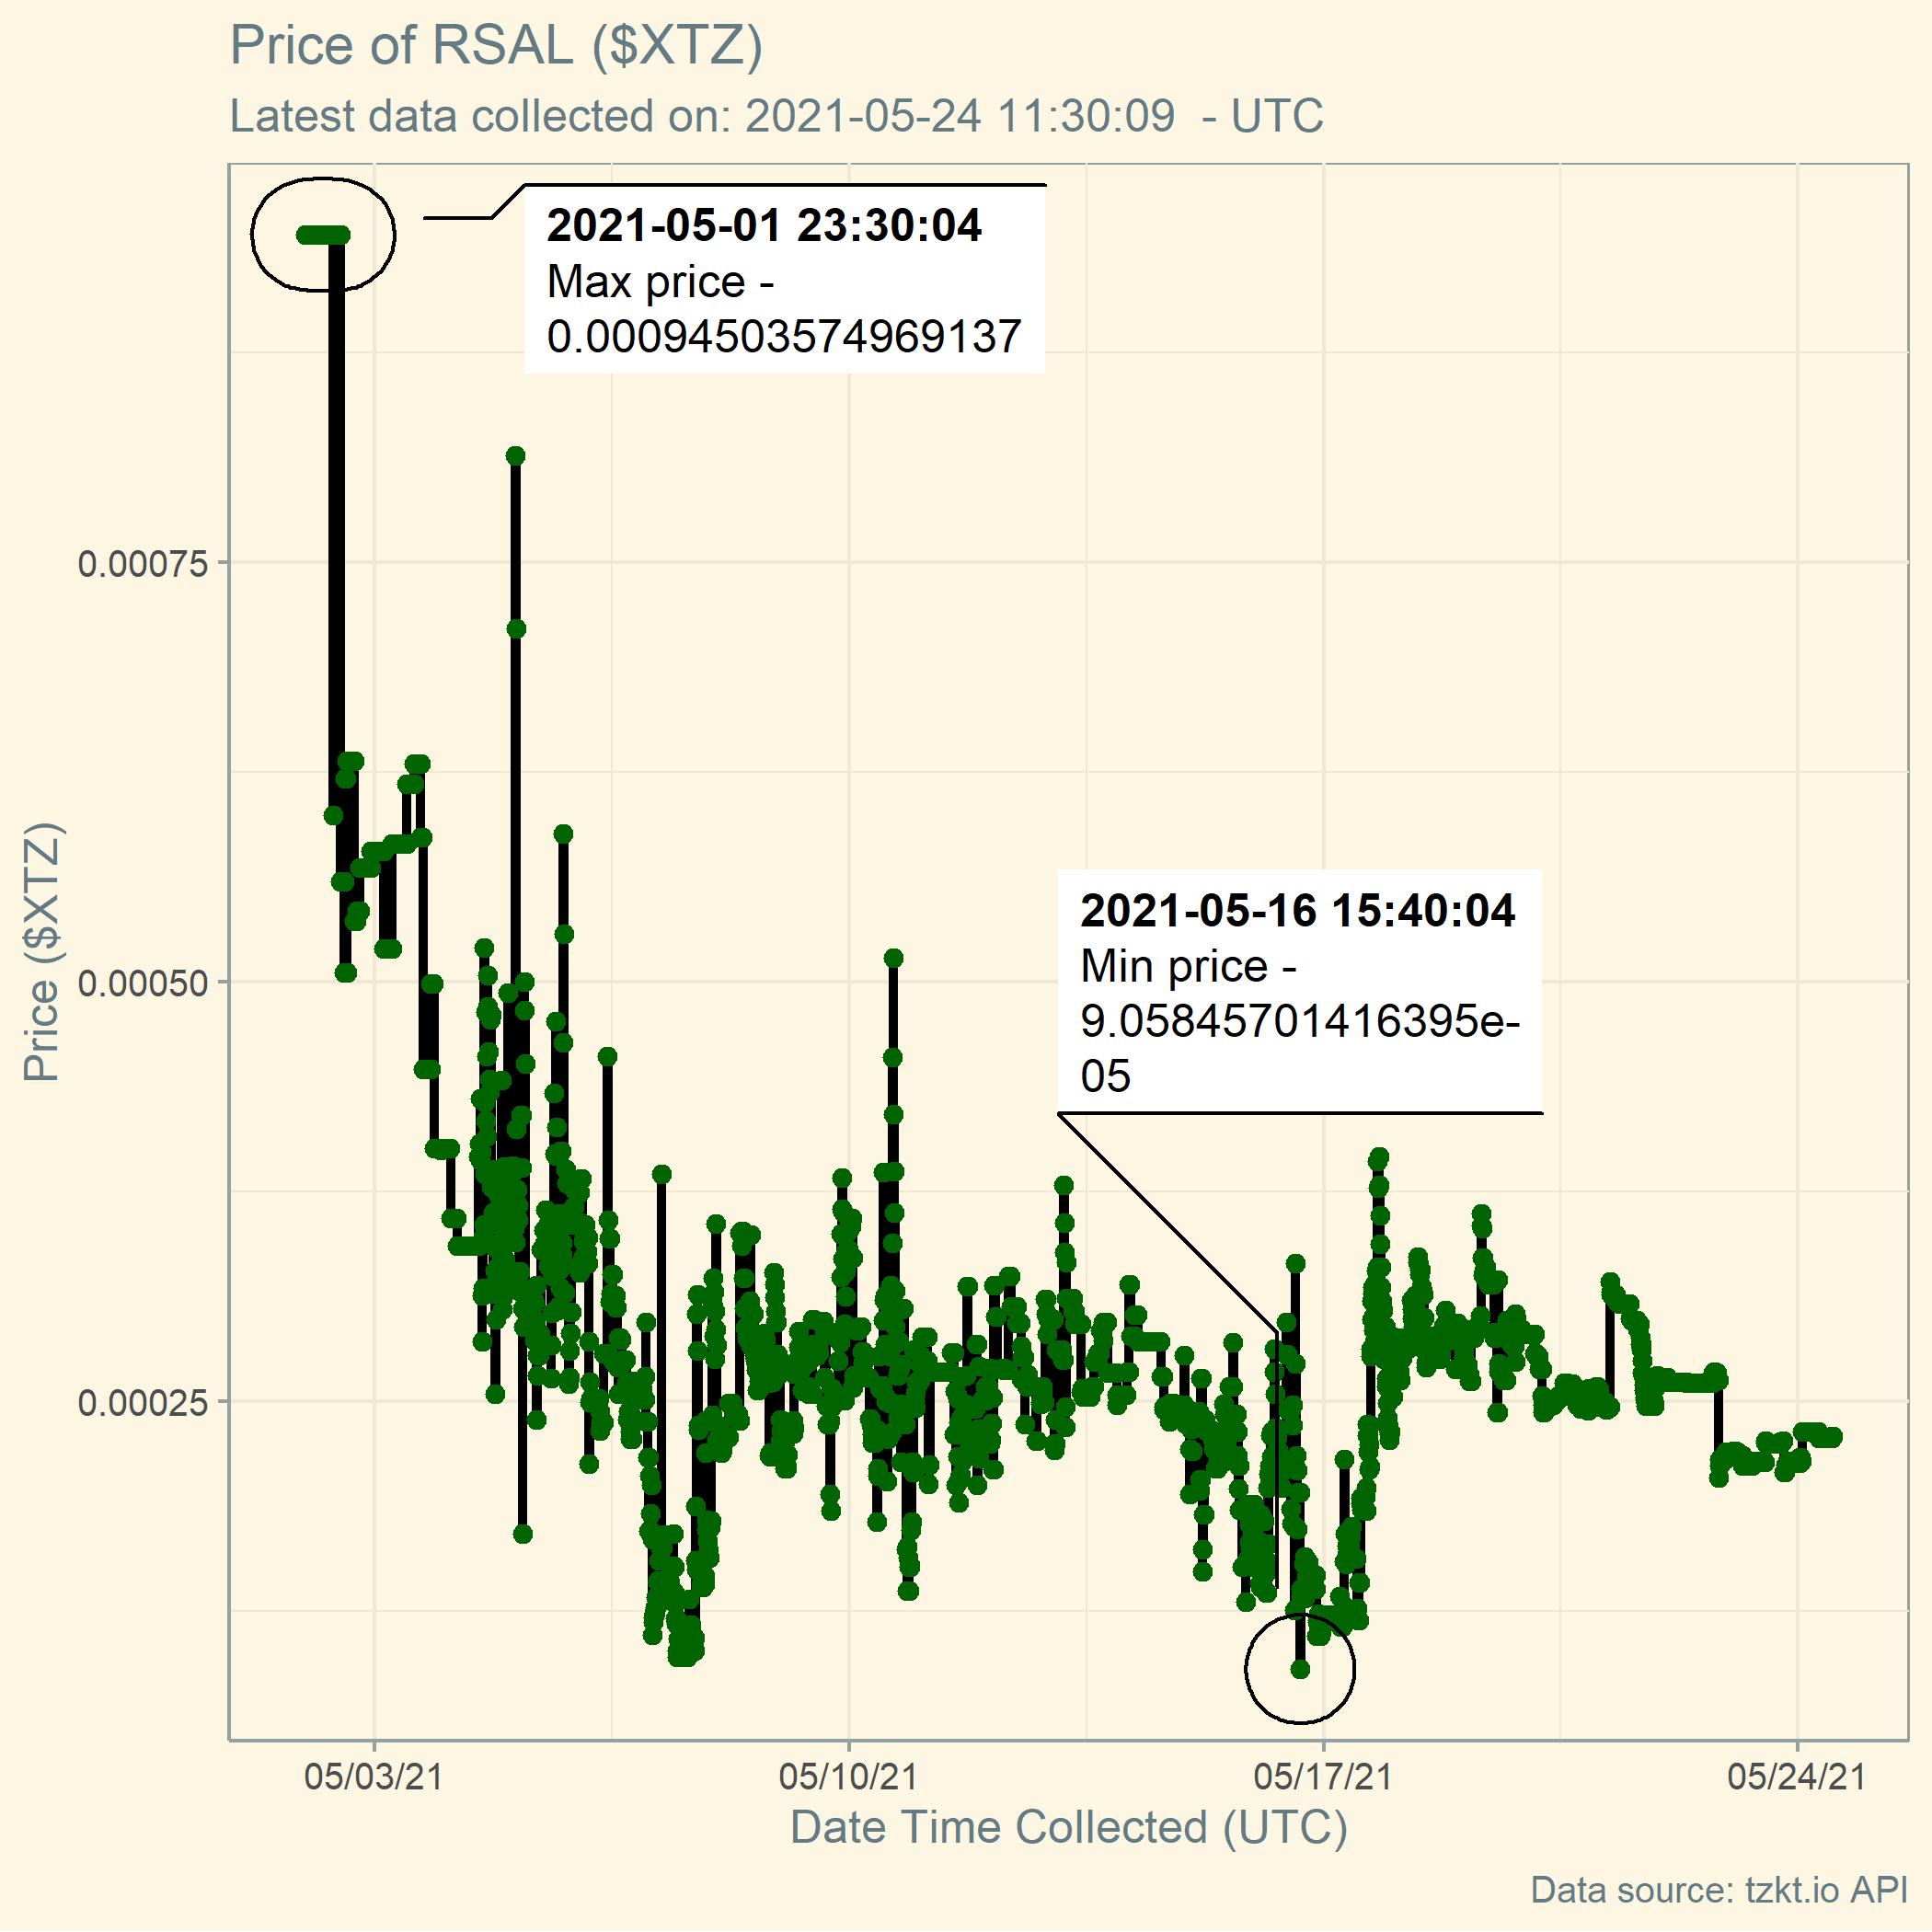 Price of RSAL ($XTZ)
Latest data collected on: 2021-05-24 11:30:09  - UTC
2021-05-01 23:30:04
Max price -
0.00094503574969137
0.00075
2021-05-16 15:40:04
Min price -
9.05845701416395e-
05
Price ($XTZ)
0.00050
0.00025
05/03/21
05/10/21
05/17/21
05/24/21
Date Time Collected (UTC)
Data source: tzkt.io API